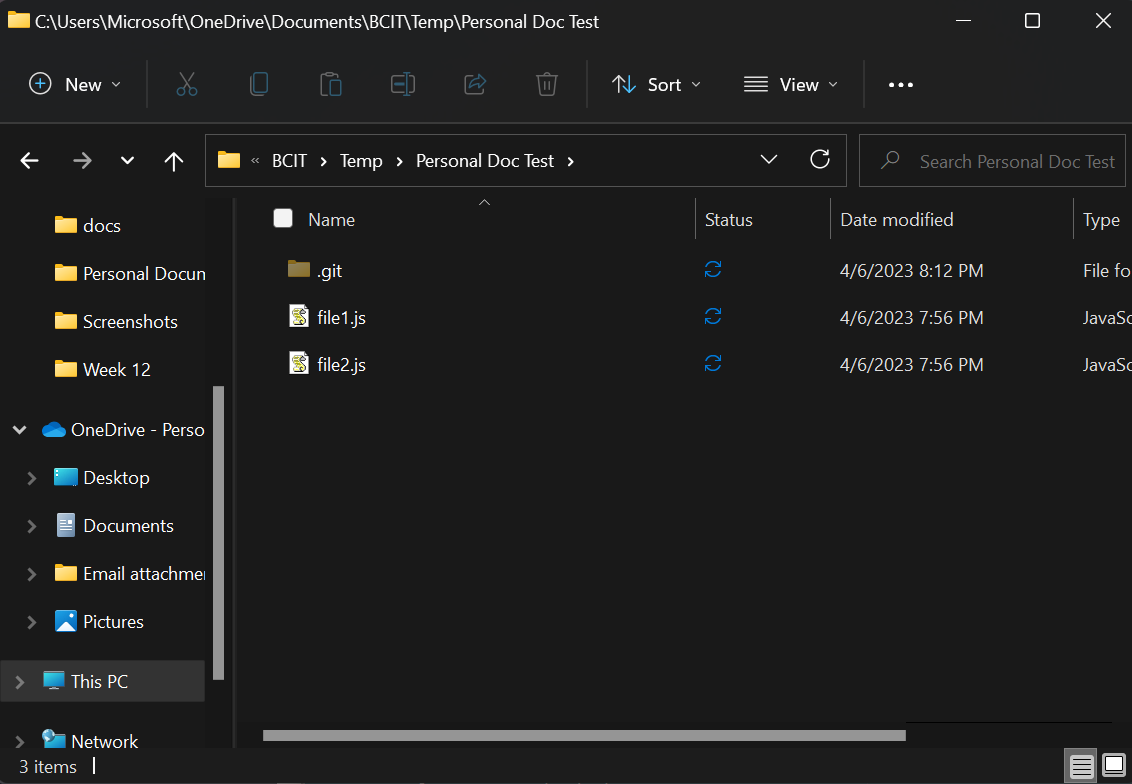 C:\Users\Microsoft\OneDrive\Documents\BCIT\Temp\Personal Doc Test
New Sort View
« BCIT > Temp > Personal Doc Test > Search Personal Doc Test
Name Status Date modified Type
docs
Personal Docun
Screenshots
Week 12
OneDrive - Perso
Desktop
Documents
Email attachmer
Pictures
This PC
Network
.git 4/6/2023 8:12 PM File fo
file1.js 4/6/2023 7:56 PM JavaSc
file2.js 4/6/2023 7:56 PM JavaSc
3 items